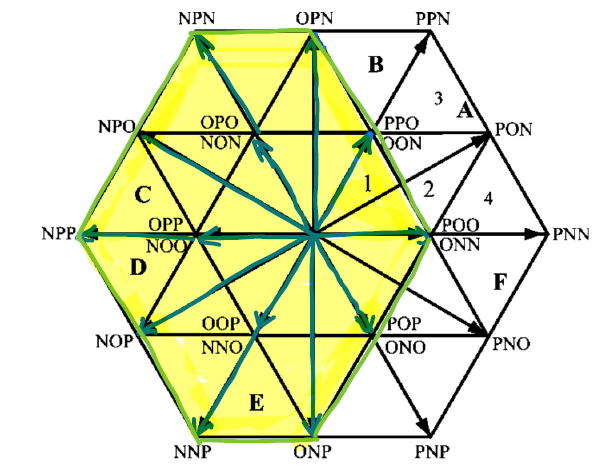 NPN OPN PPN
B
3 A
NPO OPO PPO PON
NON OON
C 1 2 4
NPP OPP POO PNN
NOO ONN
D F
NOP OOP POP PNO
NNO ONO
E
NNP ONP PNP